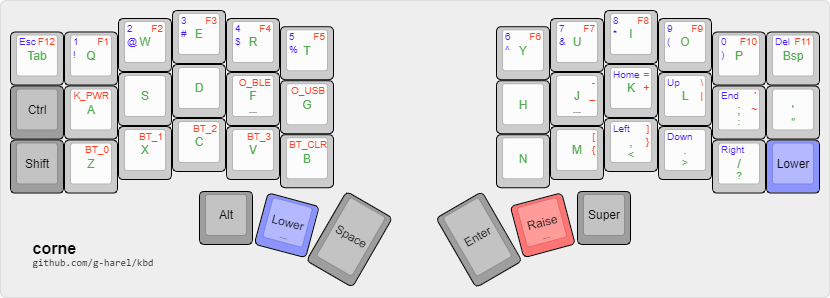 Esc F12
Tab
1 F1
! Q
2 F2
@ W
3 F3
# E
4 F4
$ R
5 F5
% T
6 F6
^ Y
7 F7
& U
8 F8
* I
9 F9
( O
0 F10
) P
Del F11
Bsp
Ctrl
K_PWR
A
S
D
O_BLE
F
_
O_USB
G
H
-
J _
_
Home =
K +
Up \
L |
End `
; ~
:
'
"
Shift
BT_0
Z
BT_1
X
BT_2
C
BT_3
V
BT_CLR
B
N
[
M {
Left ]
, }
<
Down
.
>
Right
/
?
Lower
Alt
Lower
_
Space
Enter
Raise
_
Super
corne
github.com/g-harel/kbd